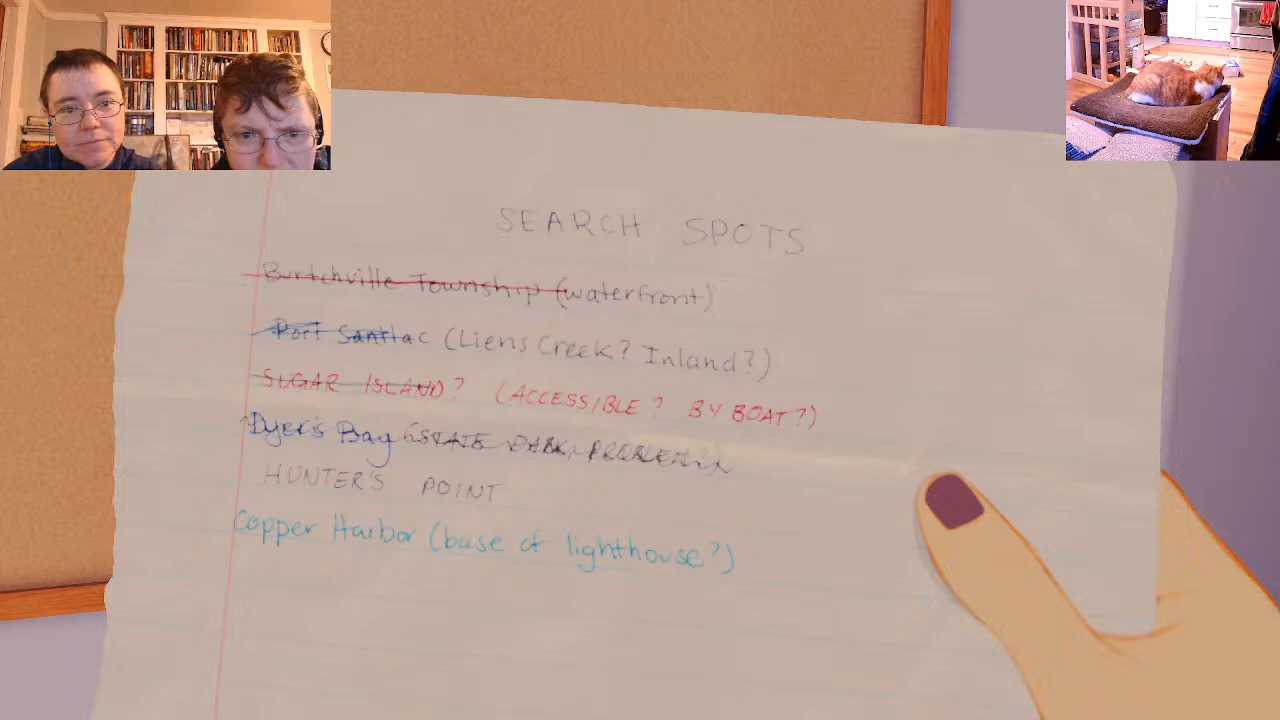 SEARCH SPOTS
Burtchville Township (waterfront)
Port Sanilac (Liens Creek? Inland?)
SUGAR ISLAND? (ACCESSIBLE? BY BOAT?)
Dyer's Bay (STATE PARK, PROBLEM
HUNTER'S POINT
Copper Harbor (base of lighthouse?)